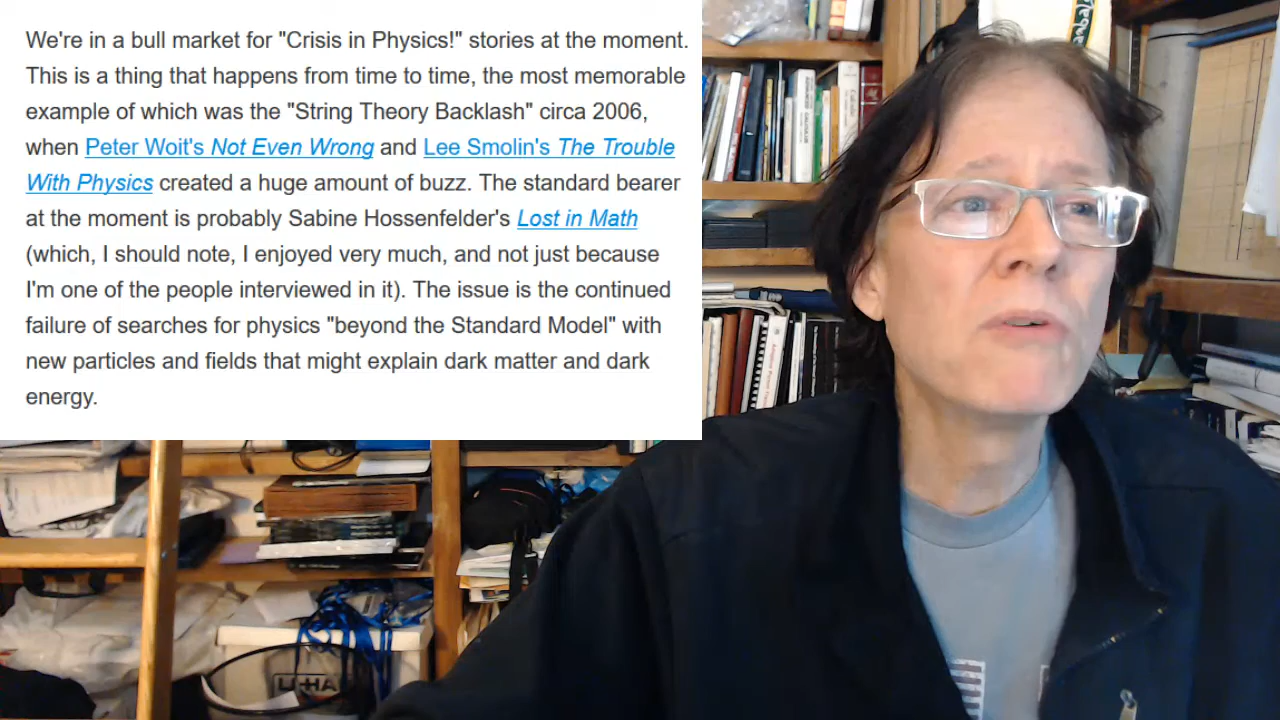 We're in a bull market for "Crisis in Physics!" stories at the moment.
This is a thing that happens from time to time, the most memorable
example of which was the "String Theory Backlash" circa 2006,
when Peter Woit's Not Even Wrong and Lee Smolin's The Trouble
With Physics created a huge amount of buzz. The standard bearer
at the moment is probably Sabine Hossenfelder's Lost in Math
(which, I should note, I enjoyed very much, and not just because
I'm one of the people interviewed in it). The issue is the continued
failure of searches for physics "beyond the Standard Model" with
new particles and fields that might explain dark matter and dark
energy.